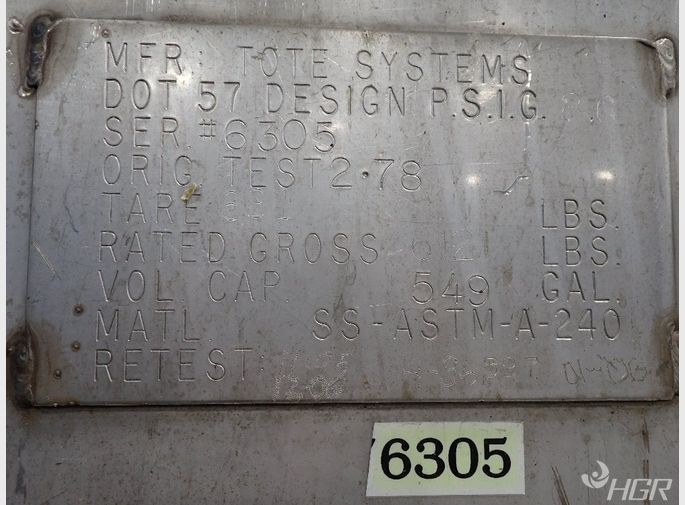 MFR: TOTE SYSTEMS
DOT 57 DESIGN P.S.I.G.
SER. #6305
ORIG TEST 2-78
TARE LBS.
RATED GROSS LBS.
VOL. CAP. 549 GAL.
MATL. SS-ASTM-A-240
RETEST:
6305
HGR